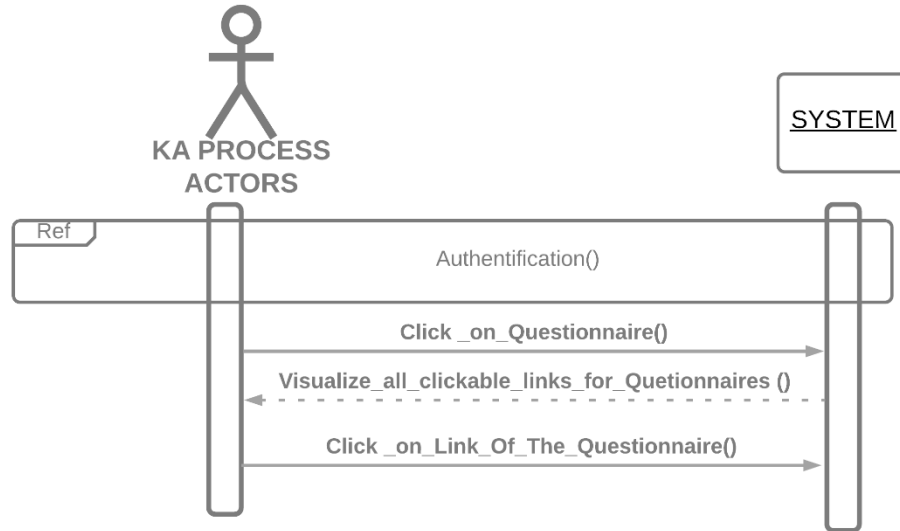 KA PROCESS
ACTORS
SYSTEM
Ref
Authentification()
Click _on_Questionnaire()
Visualize_all_clickable_links_for_Quetionnaires ()
Click _on_Link_Of_The_Questionnaire()